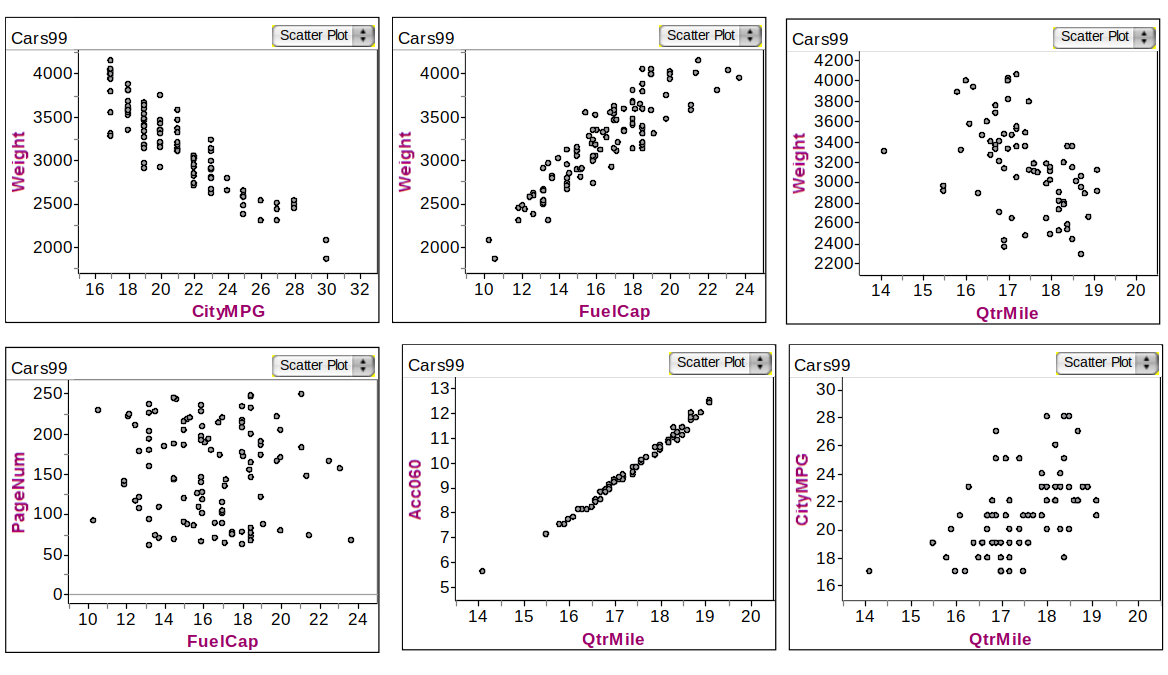 Cars99 Scatter Plot
4000
3500
3000
2500
2000
Weight
16 18 20 22 24 26 28 30 32
CityMPG
Cars99 Scatter Plot
4000
3500
3000
2500
2000
Weight
10 12 14 16 18 20 22 24
FuelCap
Cars99 Scatter Plot
4200
4000
3800
3600
3400
3200
3000
2800
2600
2400
2200
Weight
14 15 16 17 18 19 20
QtrMile
Cars99 Scatter Plot
250
200
150
100
50
0
PageNum
10 12 14 16 18 20 22 24
FuelCap
Cars99 Scatter Plot
13
12
11
10
9
8
7
6
5
Acc060
14 15 16 17 18 19 20
QtrMile
Cars99 Scatter Plot
30
28
26
24
22
20
18
16
CityMPG
14 15 16 17 18 19 20
QtrMile